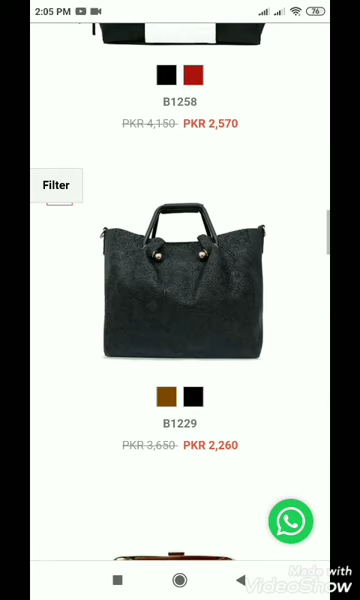 2:05 PM
76
B1258
PKR 4,150 PKR 2,570
Filter
B1229
PKR 3,650 PKR 2,260
Made with
VideoShow